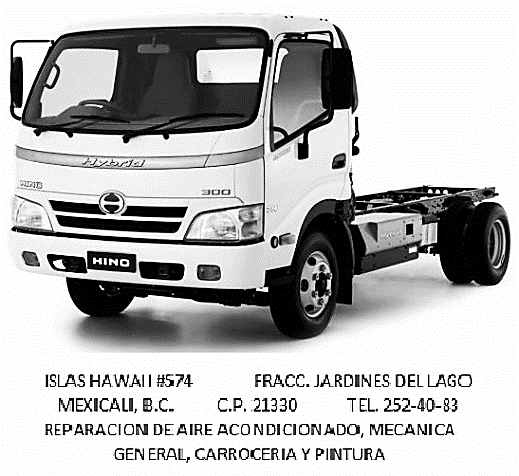 Hybrid
HINO
300
HINO
ISLAS HAWAII #574 FRACC. JARDINES DEL LAGO
MEXICALI, B.C. C.P. 21330 TEL. 252-40-83
REPARACION DE AIRE ACONDICIONADO, MECANICA
GENERAL, CARROCERIA Y PINTURA